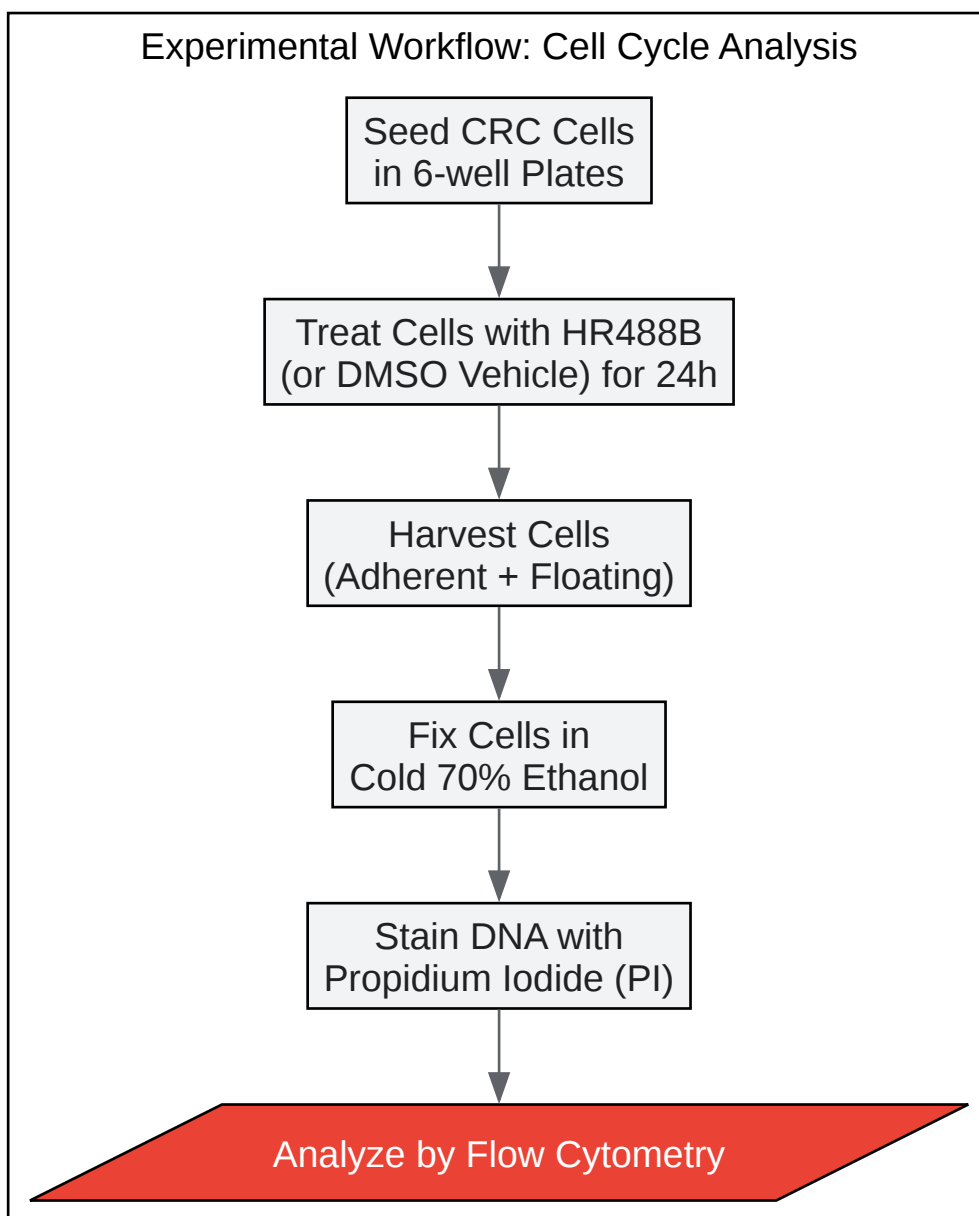 Experimental Workflow: Cell Cycle Analysis
Seed CRC Cells
in 6-well Plates
Treat Cells with HR488B
(or DMSO Vehicle) for 24h
Harvest Cells
(Adherent + Floating)
Fix Cells in
Cold 70% Ethanol
Stain DNA with
Propidium Iodide (PI)
Analyze by Flow Cytometry